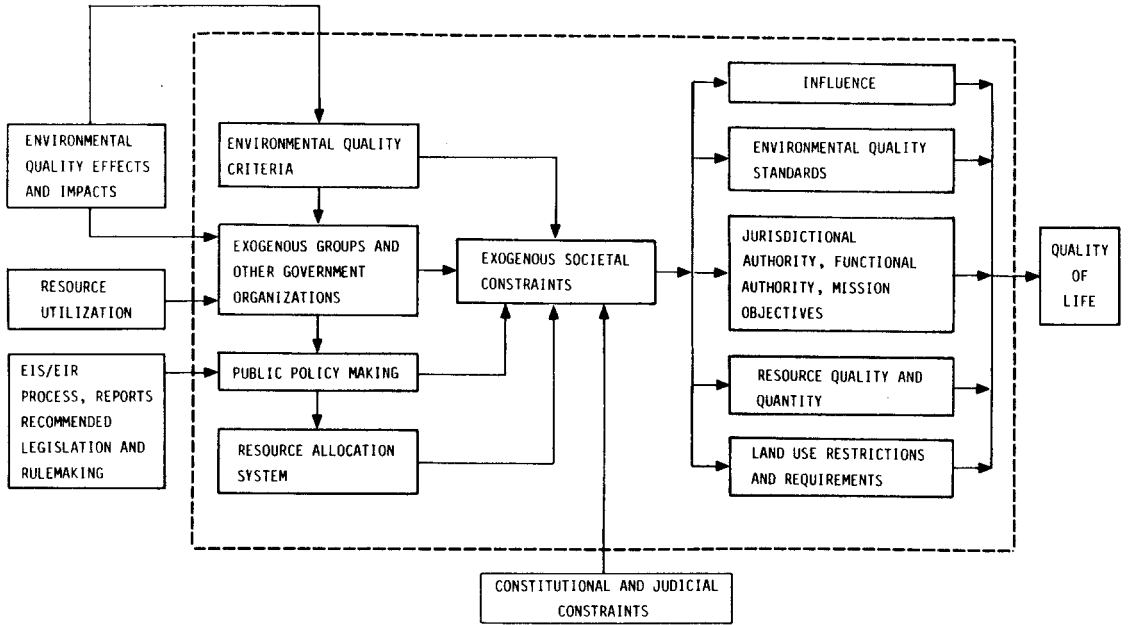 ENVIRONMENTAL
QUALITY EFFECTS
AND IMPACTS
RESOURCE
UTILIZATION
EIS/EIR
PROCESS, REPORTS
RECOMMENDED
LEGISLATION AND
RULEMAKING
ENVIRONMENTAL QUALITY
CRITERIA
EXOGENOUS GROUPS AND
OTHER GOVERNMENT
ORGANIZATIONS
PUBLIC POLICY MAKING
RESOURCE ALLOCATION
SYSTEM
EXOGENOUS SOCIETAL
CONSTRAINTS
CONSTITUTIONAL AND JUDICIAL
CONSTRAINTS
INFLUENCE
ENVIRONMENTAL QUALITY
STANDARDS
JURISDICTIONAL
AUTHORITY, FUNCTIONAL
AUTHORITY, MISSION
OBJECTIVES
RESOURCE QUALITY AND
QUANTITY
LAND USE RESTRICTIONS
AND REQUIREMENTS
QUALITY
OF
LIFE